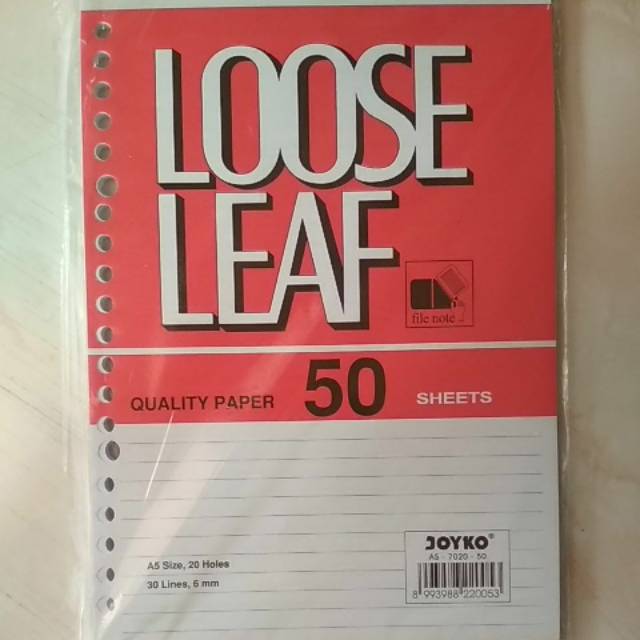 LOOSE
LEAF
file note
QUALITY PAPER 50 SHEETS
A5 Size, 20 Holes
30 Lines, 6 mm
JOYKO®
A5 - 7020 - 50
8 993988 220053